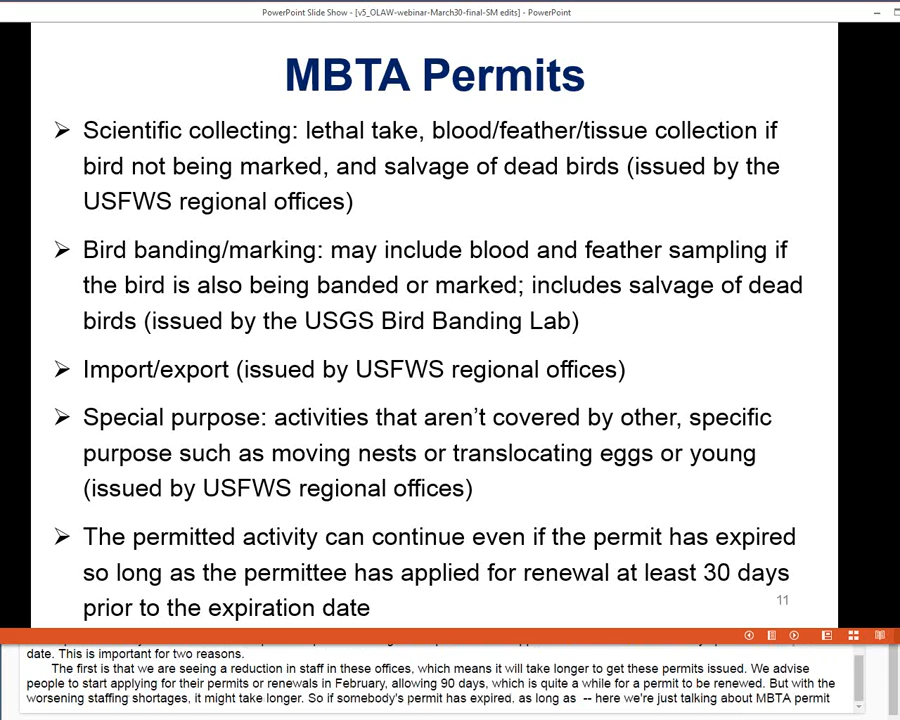 PowerPoint Slide Show - [v5_OLAW-webinar-March30-final-SM edits] - PowerPoint
MBTA Permits
➢ Scientific collecting: lethal take, blood/feather/tissue collection if
bird not being marked, and salvage of dead birds (issued by the
USFWS regional offices)
➢ Bird banding/marking: may include blood and feather sampling if
the bird is also being banded or marked; includes salvage of dead
birds (issued by the USGS Bird Banding Lab)
➢ Import/export (issued by USFWS regional offices)
➢ Special purpose: activities that aren’t covered by other, specific
purpose such as moving nests or translocating eggs or young
(issued by USFWS regional offices)
➢ The permitted activity can continue even if the permit has expired
so long as the permittee has applied for renewal at least 30 days
prior to the expiration date
11
date. This is important for two reasons.
The first is that we are seeing a reduction in staff in these offices, which means it will take longer to get these permits issued. We advise
people to start applying for their permits or renewals in February, allowing 90 days, which is quite a while for a permit to be renewed. But with the
worsening staffing shortages, it might take longer. So if somebody's permit has expired, as long as -- here we're just talking about MBTA permit